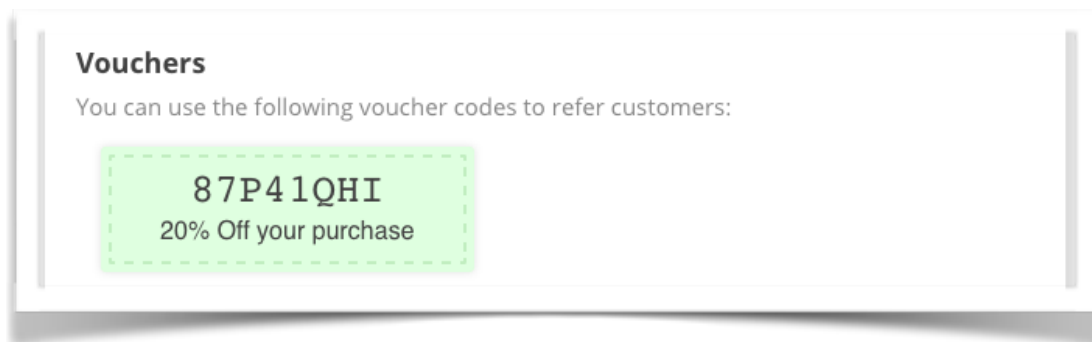 Vouchers
You can use the following voucher codes to refer customers:
87P41QHI
20% Off your purchase